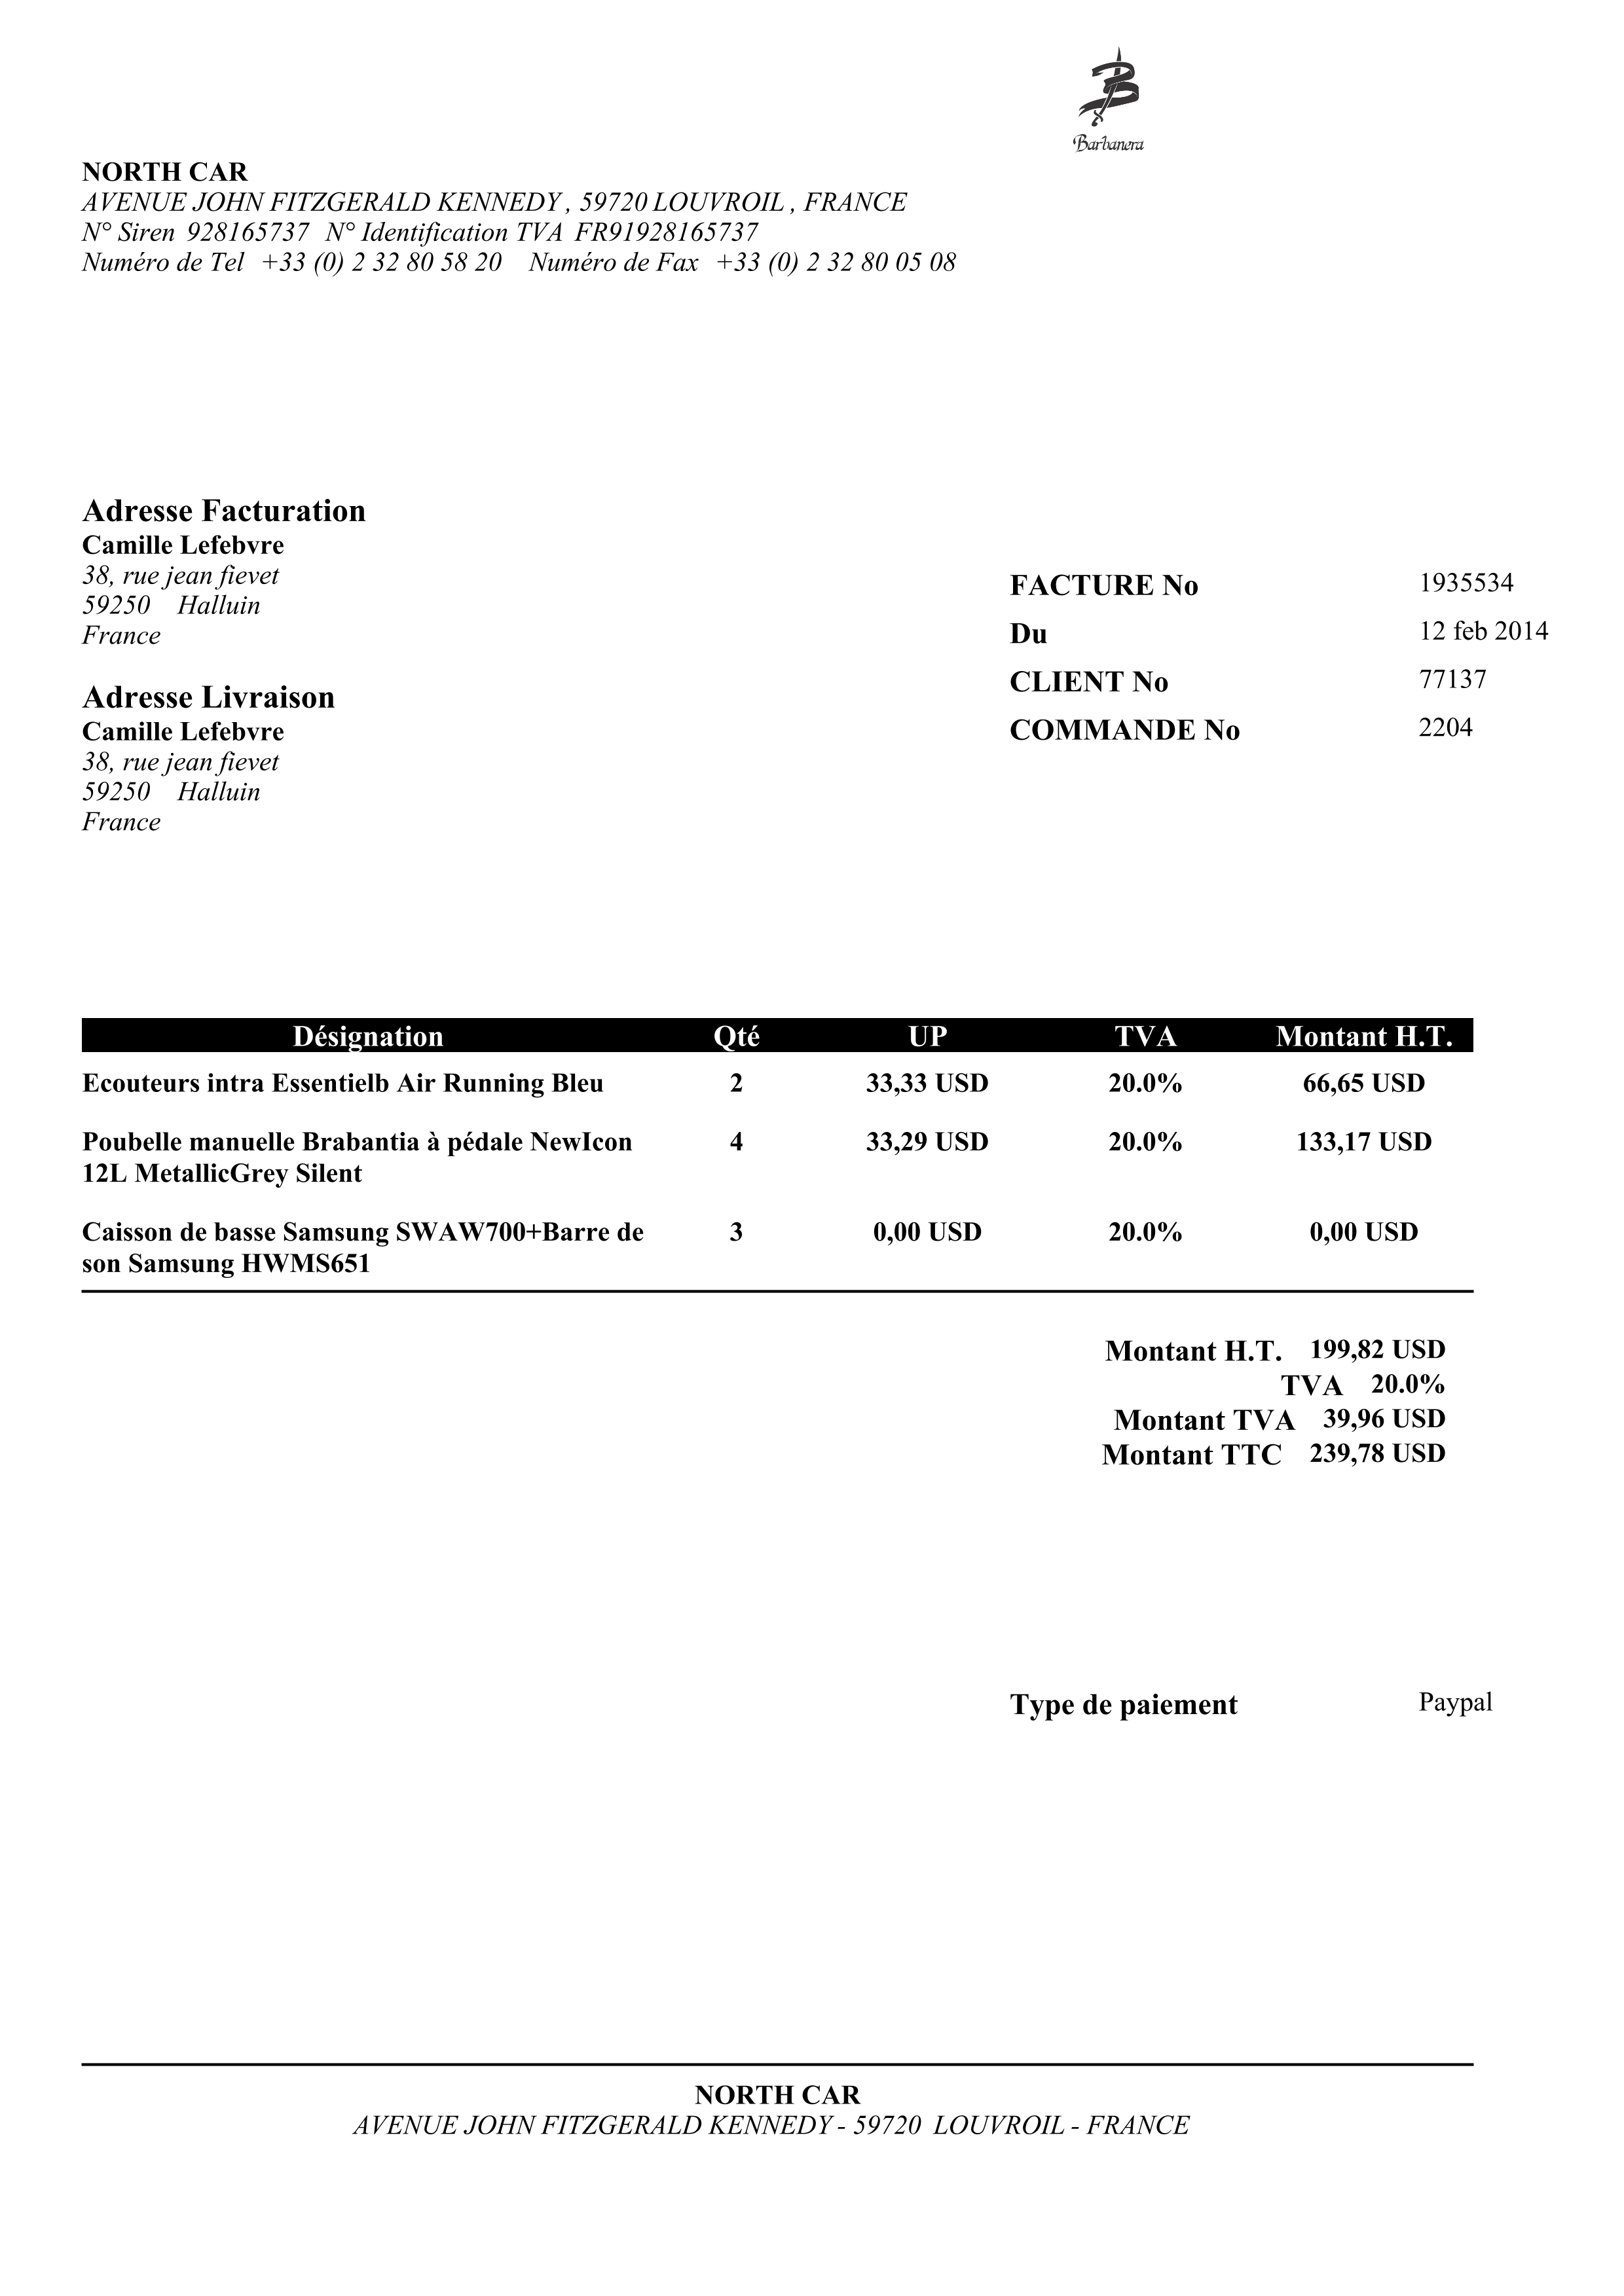 Barbanera
NORTH CAR
AVENUE JOHN FITZGERALD KENNEDY , 59720 LOUVROIL , FRANCE
N° Siren 928165737 N° Identification TVA FR91928165737
Numéro de Tel +33 (0) 2 32 80 58 20 Numéro de Fax +33 (0) 2 32 80 05 08
Adresse Facturation
Camille Lefebvre
38, rue jean fievet
59250 Halluin
France
Adresse Livraison
Camille Lefebvre
38, rue jean fievet
59250 Halluin
France
FACTURE No 1935534
Du 12 feb 2014
CLIENT No 77137
COMMANDE No 2204
Désignation Qté UP TVA Montant H.T.
Ecouteurs intra Essentielb Air Running Bleu 2 33,33 USD 20.0% 66,65 USD
Poubelle manuelle Brabantia à pédale NewIcon 4 33,29 USD 20.0% 133,17 USD
12L MetallicGrey Silent
Caisson de basse Samsung SWAW700+Barre de 3 0,00 USD 20.0% 0,00 USD
son Samsung HWMS651
Montant H.T. 199,82 USD
TVA 20.0%
Montant TVA 39,96 USD
Montant TTC 239,78 USD
Type de paiement Paypal
NORTH CAR
AVENUE JOHN FITZGERALD KENNEDY - 59720 LOUVROIL - FRANCE